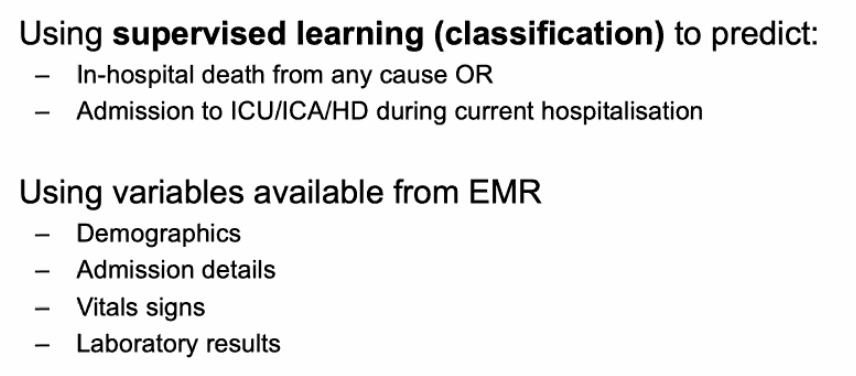 Using supervised learning (classification) to predict:
– In-hospital death from any cause OR
– Admission to ICU/ICA/HD during current hospitalisation
Using variables available from EMR
– Demographics
– Admission details
– Vitals signs
– Laboratory results